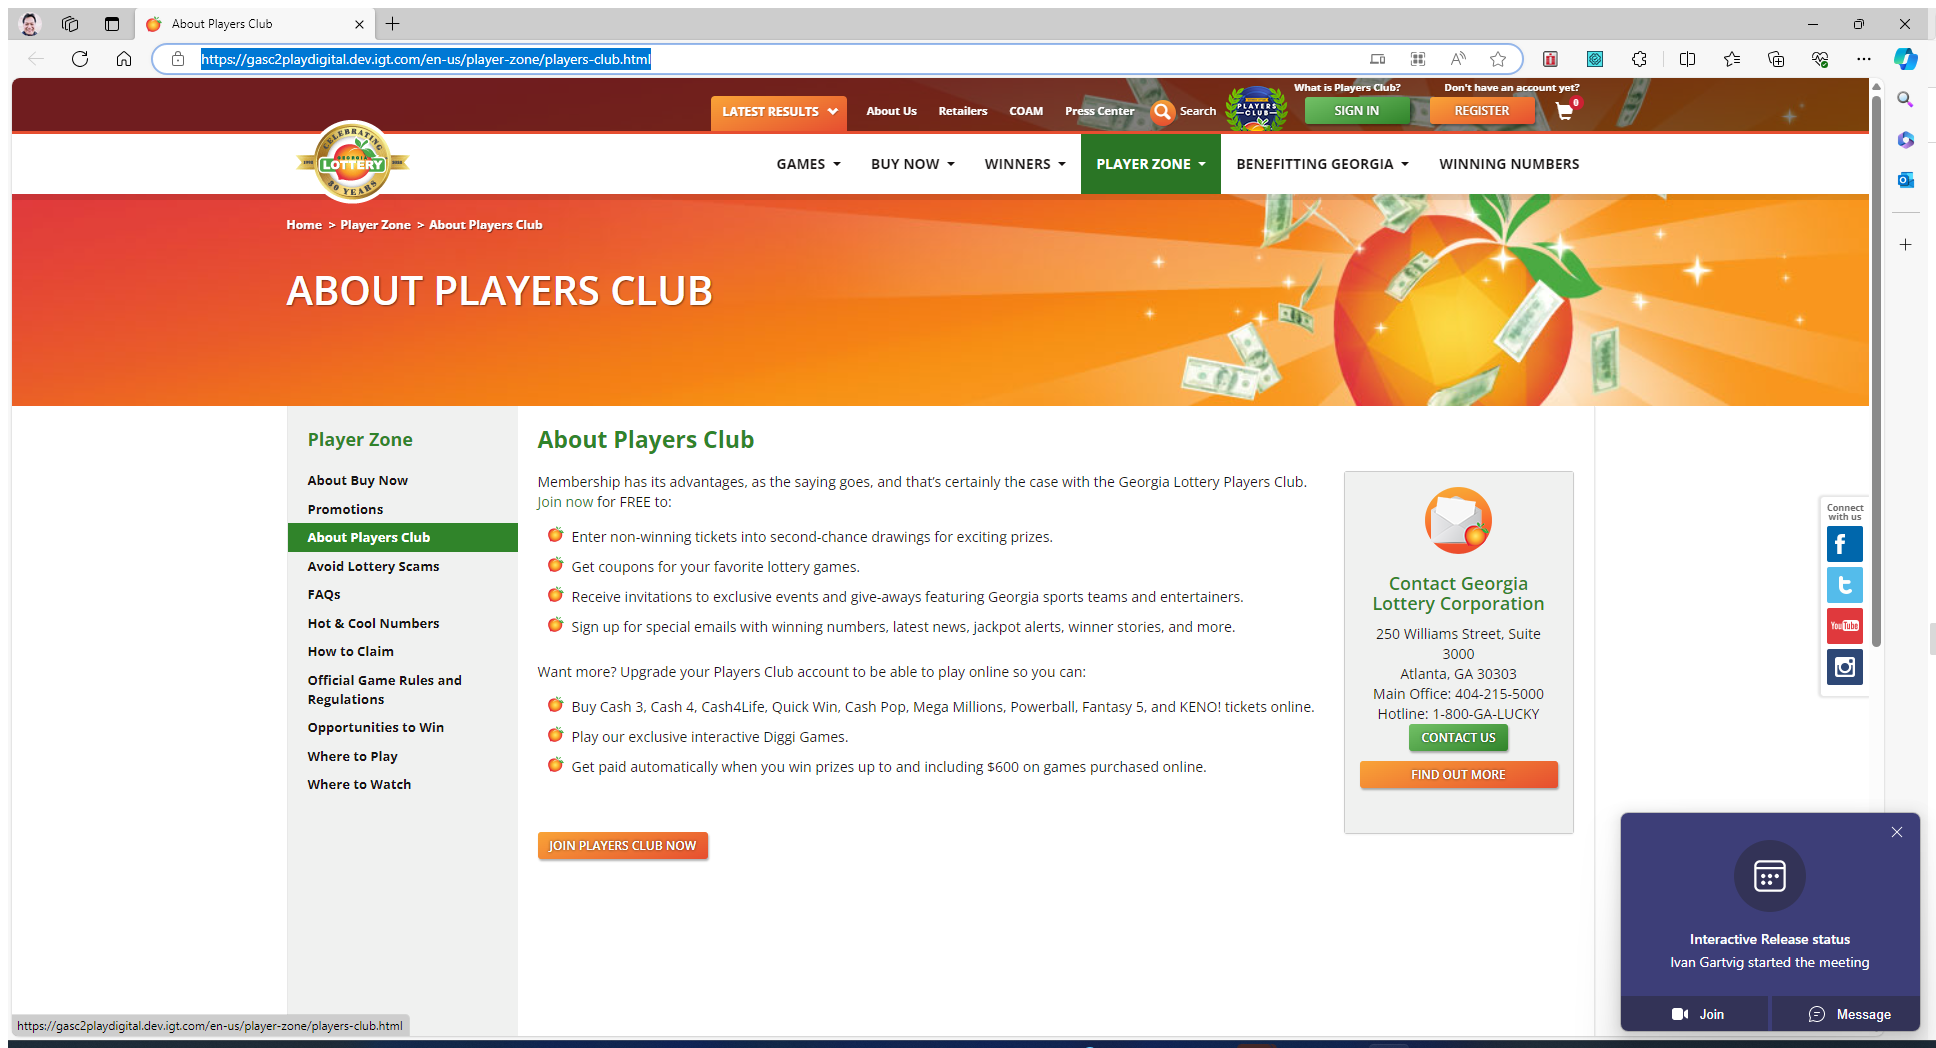 About Players Club
https://gasc2playdigital.dev.igt.com/en-us/player-zone/players-club.html
What is Players Club? Don't have an account yet?
LATEST RESULTS About Us Retailers COAM Press Center Search PLAYERS CLUB SIGN IN REGISTER 0
CELEBRATING
GEORGIA
LOTTERY
30 YEARS
GAMES BUY NOW WINNERS PLAYER ZONE BENEFITTING GEORGIA WINNING NUMBERS
Home > Player Zone > About Players Club
ABOUT PLAYERS CLUB
Player Zone
About Buy Now
Promotions
About Players Club
Avoid Lottery Scams
FAQs
Hot & Cool Numbers
How to Claim
Official Game Rules and
Regulations
Opportunities to Win
Where to Play
Where to Watch
About Players Club
Membership has its advantages, as the saying goes, and that's certainly the case with the Georgia Lottery Players Club.
Join now for FREE to:
Enter non-winning tickets into second-chance drawings for exciting prizes.
Get coupons for your favorite lottery games.
Receive invitations to exclusive events and give-aways featuring Georgia sports teams and entertainers.
Sign up for special emails with winning numbers, latest news, jackpot alerts, winner stories, and more.
Want more? Upgrade your Players Club account to be able to play online so you can:
Buy Cash 3, Cash 4, Cash4Life, Quick Win, Cash Pop, Mega Millions, Powerball, Fantasy 5, and KENO! tickets online.
Play our exclusive interactive Diggi Games.
Get paid automatically when you win prizes up to and including $600 on games purchased online.
JOIN PLAYERS CLUB NOW
Contact Georgia
Lottery Corporation
250 Williams Street, Suite
3000
Atlanta, GA 30303
Main Office: 404-215-5000
Hotline: 1-800-GA-LUCKY
CONTACT US
FIND OUT MORE
Connect
with us
YouTube
Interactive Release status
Ivan Gartvig started the meeting
Join Message
https://gasc2playdigital.dev.igt.com/en-us/player-zone/players-club.html